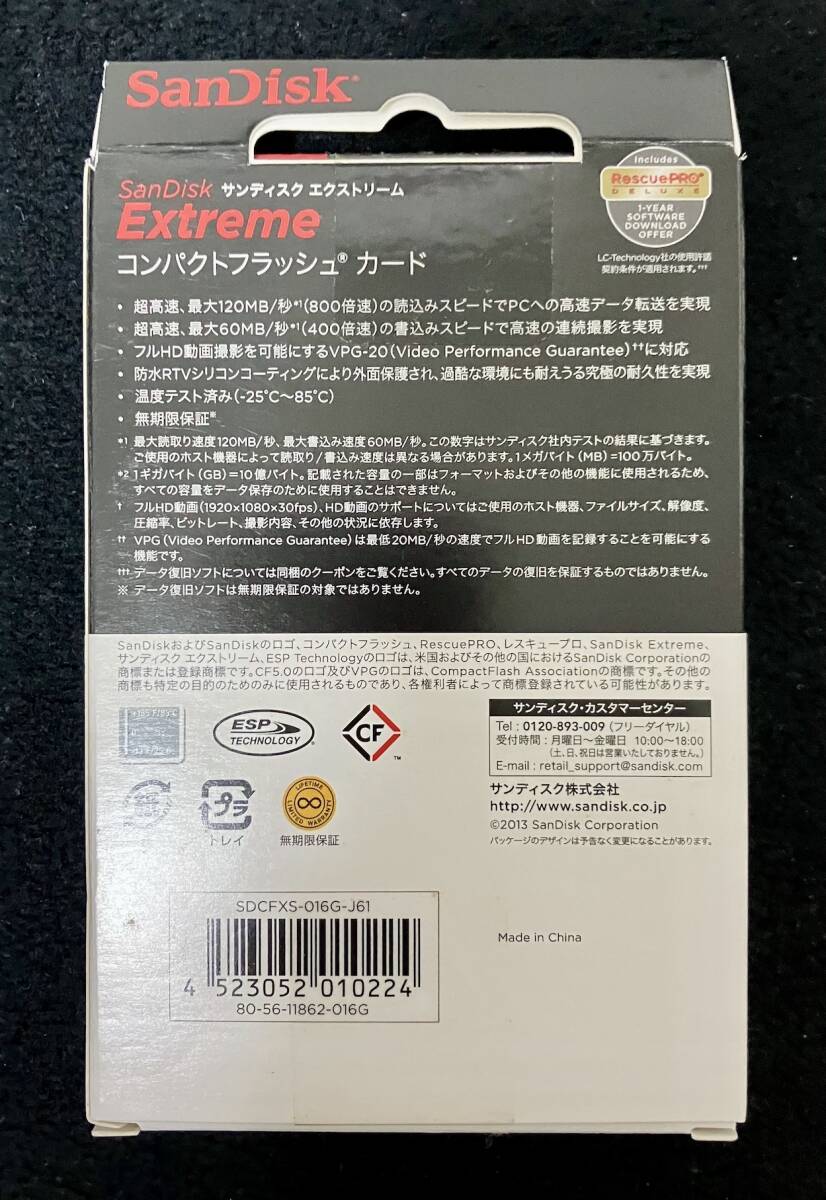 SanDisk
Includes
RescuePRO®
DELUXE
1-YEAR
SOFTWARE
DOWNLOAD
OFFER
LC-Technology社の使用許諾
契約条件が適用されます。†††
SanDisk サンディスク エクストリーム
Extreme
コンパクトフラッシュ® カード
・ 超高速、最大120MB/秒*1(800倍速)の読込みスピードでPCへの高速データ転送を実現
・ 超高速、最大60MB/秒*1(400倍速)の書込みスピードで高速の連続撮影を実現
・ フルHD動画撮影を可能にするVPG-20(Video Performance Guarantee)††に対応
・ 防水RTVシリコンコーティングにより外面保護され、過酷な環境にも耐えうる究極の耐久性を実現
・ 温度テスト済み(-25℃～85℃)
・ 無期限保証※
*1 最大読取り速度120MB/秒、最大書込み速度60MB/秒。この数字はサンディスク社内テストの結果に基づきます。
ご使用のホスト機器によって読取り/書込み速度は異なる場合があります。1メガバイト(MB)=100万バイト。
*2 1ギガバイト(GB)=10億バイト。記載された容量の一部はフォーマットおよびその他の機能に使用されるため、
すべての容量をデータ保存のために使用することはできません。
† フルHD動画(1920×1080×30fps)、HD動画のサポートについてはご使用のホスト機器、ファイルサイズ、解像度、
圧縮率、ビットレート、撮影内容、その他の状況に依存します。
†† VPG(Video Performance Guarantee)は最低20MB/秒の速度でフルHD動画を記録することを可能にする
機能です。
††† データ復旧ソフトについては同梱のクーポンをご覧ください。すべてのデータの復旧を保証するものではありません。
※ データ復旧ソフトは無期限保証の対象ではありません。
SanDiskおよびSanDiskのロゴ、コンパクトフラッシュ、RescuePRO、レスキュープロ、SanDisk Extreme、
サンディスク エクストリーム、ESP Technologyのロゴは、米国およびその他の国におけるSanDisk Corporationの
商標または登録商標です。CF5.0のロゴ及びVPGのロゴは、CompactFlash Associationの商標です。その他の
商標も特定の目的のためのみに使用されるものであり、各権利者によって商標登録されている可能性があります。
ESP
TECHNOLOGY
CF
™
サンディスク・カスタマーセンター
Tel : 0120-893-009 (フリーダイヤル)
受付時間 : 月曜日～金曜日 10:00～18:00
(土、日、祝日は営業いたしておりません。)
E-mail : retail_support@sandisk.com
サンディスク株式会社
http://www.sandisk.co.jp
©2013 SanDisk Corporation
パッケージのデザインは予告なく変更になることがあります。
プラ
トレイ
LIFETIME
LIMITED WARRANTY
無期限保証
SDCFXS-016G-J61
4 523052 010224
80-56-11862-016G
Made in China